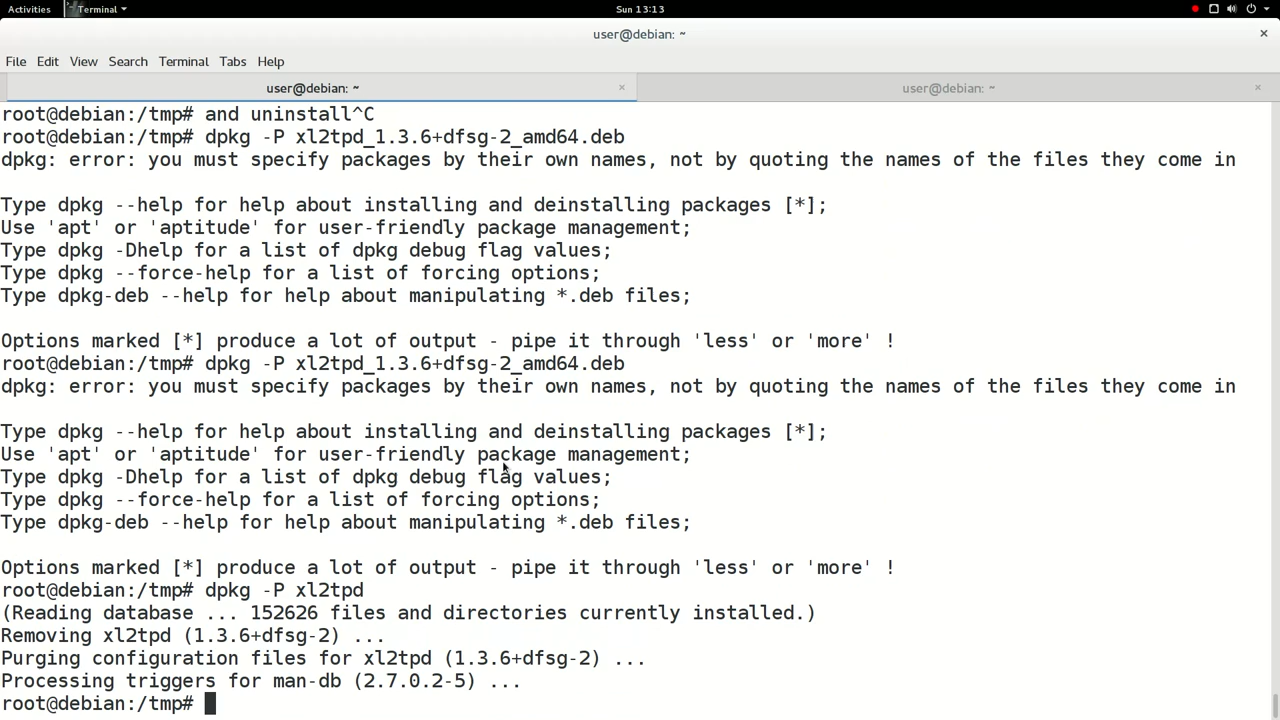 Activities Terminal Sun 13:13
user@debian: ~ ×
File Edit View Search Terminal Tabs Help
user@debian: ~ × user@debian: ~ ×
root@debian:/tmp# and uninstall^C
root@debian:/tmp# dpkg -P xl2tpd_1.3.6+dfsg-2_amd64.deb
dpkg: error: you must specify packages by their own names, not by quoting the names of the files they come in
Type dpkg --help for help about installing and deinstalling packages [*];
Use 'apt' or 'aptitude' for user-friendly package management;
Type dpkg -Dhelp for a list of dpkg debug flag values;
Type dpkg --force-help for a list of forcing options;
Type dpkg-deb --help for help about manipulating *.deb files;
Options marked [*] produce a lot of output - pipe it through 'less' or 'more' !
root@debian:/tmp# dpkg -P xl2tpd_1.3.6+dfsg-2_amd64.deb
dpkg: error: you must specify packages by their own names, not by quoting the names of the files they come in
Type dpkg --help for help about installing and deinstalling packages [*];
Use 'apt' or 'aptitude' for user-friendly package management;
Type dpkg -Dhelp for a list of dpkg debug flag values;
Type dpkg --force-help for a list of forcing options;
Type dpkg-deb --help for help about manipulating *.deb files;
Options marked [*] produce a lot of output - pipe it through 'less' or 'more' !
root@debian:/tmp# dpkg -P xl2tpd
(Reading database ... 152626 files and directories currently installed.)
Removing xl2tpd (1.3.6+dfsg-2) ...
Purging configuration files for xl2tpd (1.3.6+dfsg-2) ...
Processing triggers for man-db (2.7.0.2-5) ...
root@debian:/tmp#